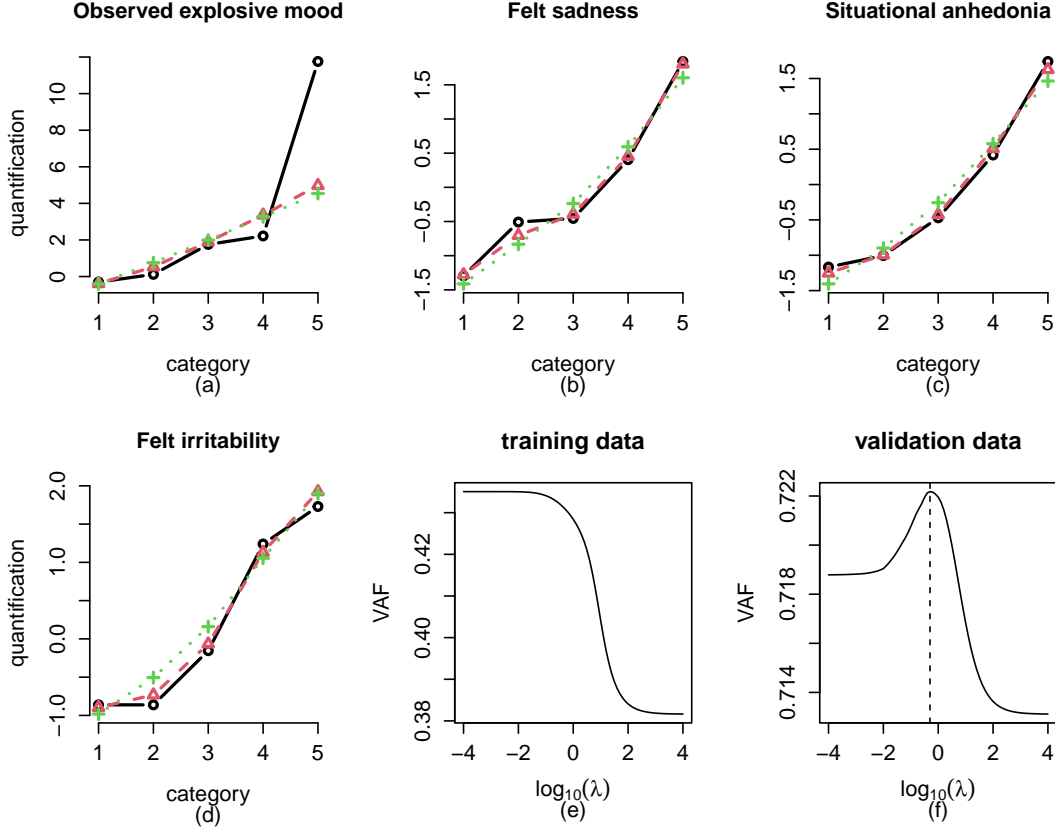 Observed explosive mood
quantification
10
8
6
4
2
0
1 2 3 4 5
category
(a)
Felt sadness
1.5
0.5
−0.5
−1.5
1 2 3 4 5
category
(b)
Situational anhedonia
1.5
0.5
−0.5
−1.5
1 2 3 4 5
category
(c)
Felt irritability
quantification
2.0
1.0
0.0
−1.0
1 2 3 4 5
category
(d)
training data
VAF
0.42
0.40
0.38
−4 −2 0 2 4
log₁₀(λ)
(e)
validation data
VAF
0.722
0.718
0.714
−4 −2 0 2 4
log₁₀(λ)
(f)